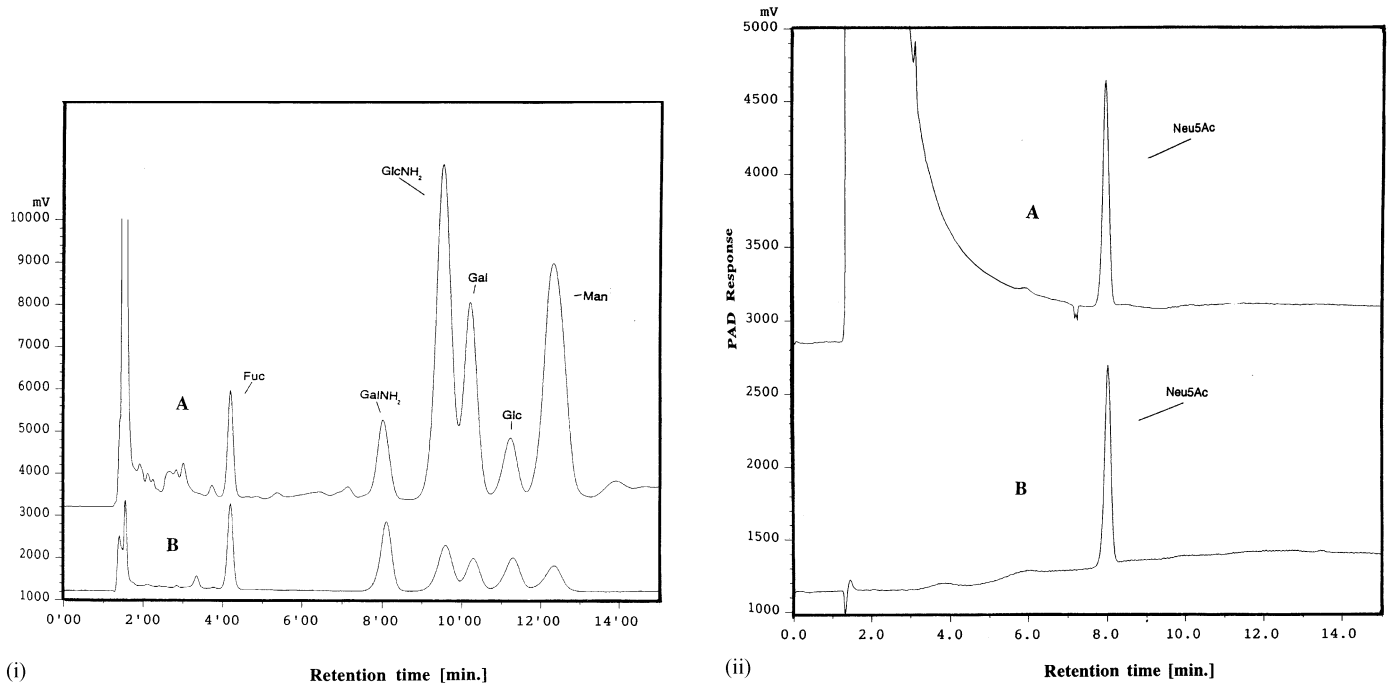 mV
10000
9000
8000
7000
6000
5000
4000
3000
2000
1000
0'00 2'00 4'00 6'00 8'00 10'00 12'00 14'00
GlcNH₂
Gal
Man
Fuc
GalNH₂
Glc
A
B
(i)
Retention time [min.]
mV
5000
4500
4000
3500
3000
2500
2000
1500
1000
PAD Response
0.0 2.0 4.0 6.0 8.0 10.0 12.0 14.0
Neu5Ac
A
Neu5Ac
B
(ii)
Retention time [min.]